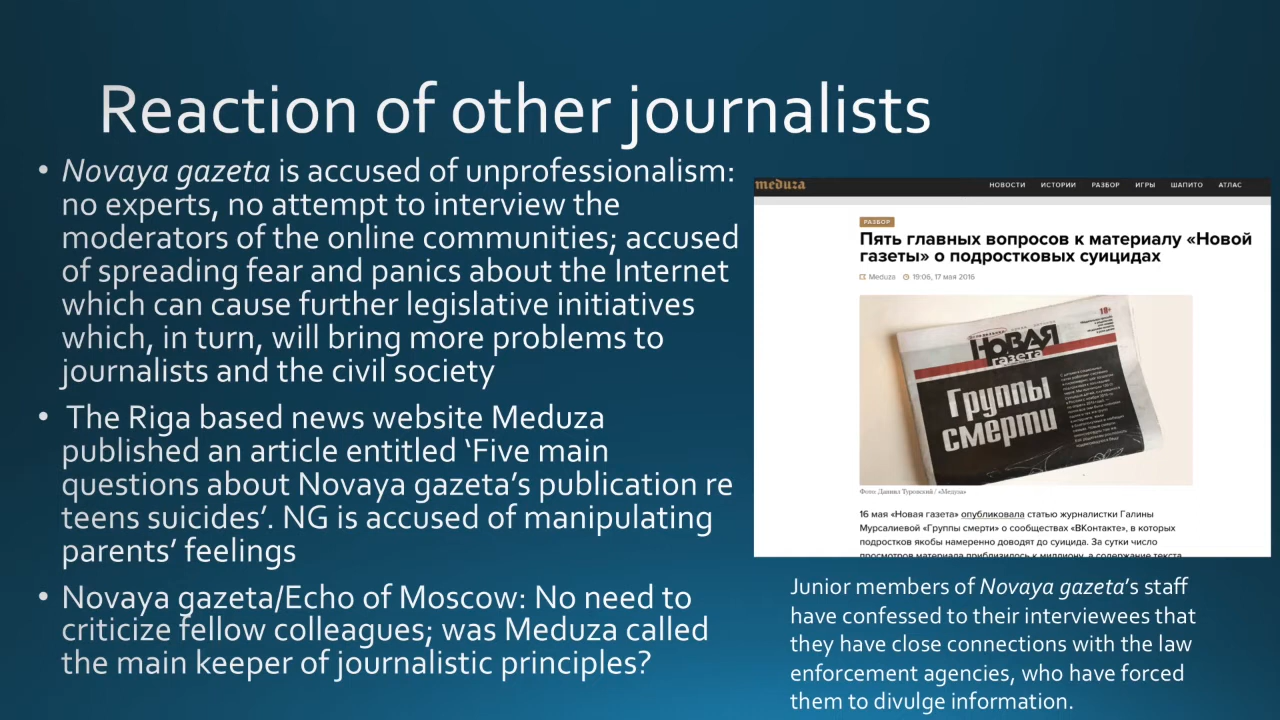 Reaction of other journalists
• Novaya gazeta is accused of unprofessionalism:
no experts, no attempt to interview the
moderators of the online communities; accused
of spreading fear and panics about the Internet
which can cause further legislative initiatives
which, in turn, will bring more problems to
journalists and the civil society
• The Riga based news website Meduza
published an article entitled ‘Five main
questions about Novaya gazeta’s publication re
teens suicides’. NG is accused of manipulating
parents’ feelings
• Novaya gazeta/Echo of Moscow: No need to
criticize fellow colleagues; was Meduza called
the main keeper of journalistic principles?
meduza НОВОСТИ ИСТОРИИ РАЗБОР ИГРЫ ШАПИТО АТЛАС
РАЗБОР
Пять главных вопросов к материалу «Новой
газеты» о подростковых суицидах
Meduza 19:06, 17 мая 2016
18+
НОВАЯ
газета
Группы
смерти
Фото: Даниил Туровский / «Медуза»
16 мая «Новая газета» опубликовала статью журналистки Галины
Мурсалиевой «Группы смерти» о сообществах «ВКонтакте», в которых
подростков якобы намеренно доводят до суицида. За сутки число
просмотров материала приблизилось к миллиону, а содержание текста
Junior members of Novaya gazeta’s staff
have confessed to their interviewees that
they have close connections with the law
enforcement agencies, who have forced
them to divulge information.